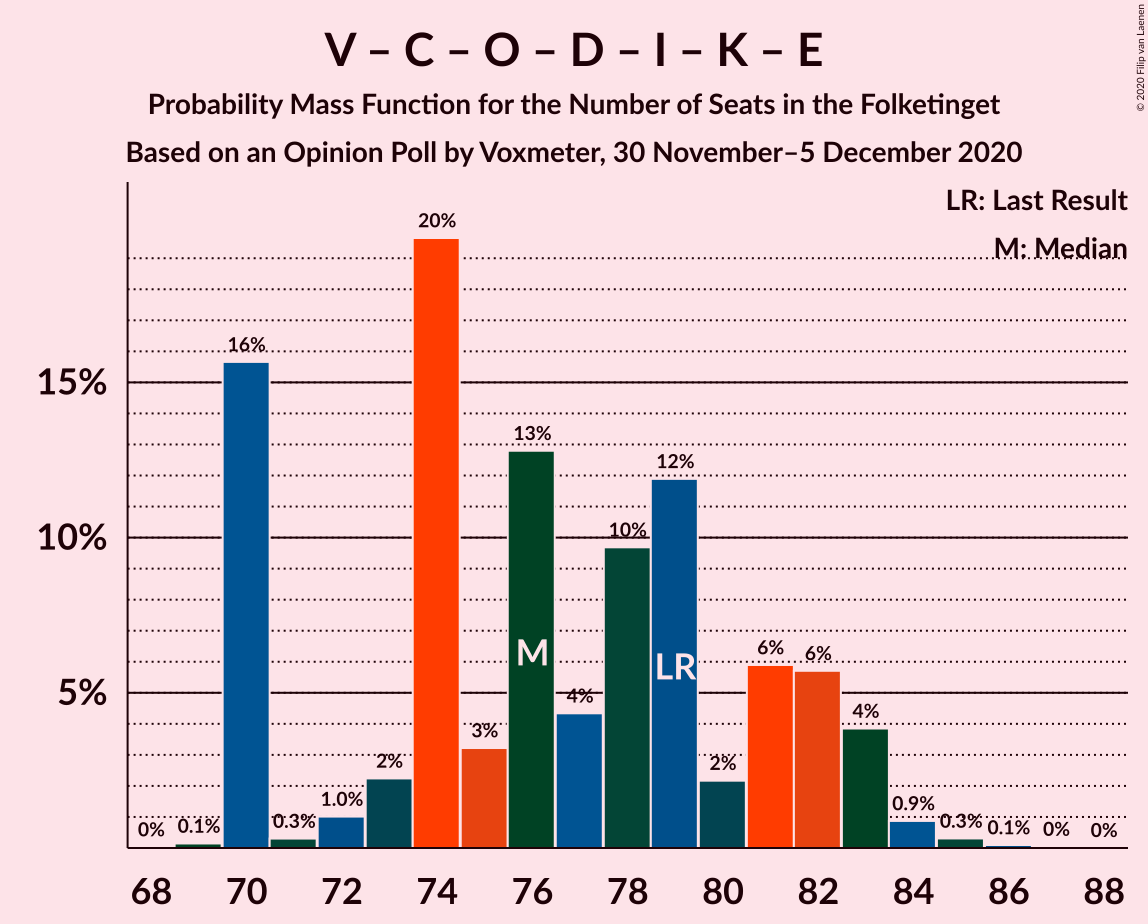 V – C – O – D – I – K – E
Probability Mass Function for the Number of Seats in the Folketinget
Based on an Opinion Poll by Voxmeter, 30 November–5 December 2020
© 2020 Filip van Laenen
LR: Last Result
M: Median
15%
10%
5%
0%
0.1%
16%
0.3%
1.0%
2%
20%
3%
13%
4%
10%
12%
2%
6%
6%
4%
0.9%
0.3%
0.1%
0%
0%
M
LR
68 70 72 74 76 78 80 82 84 86 88